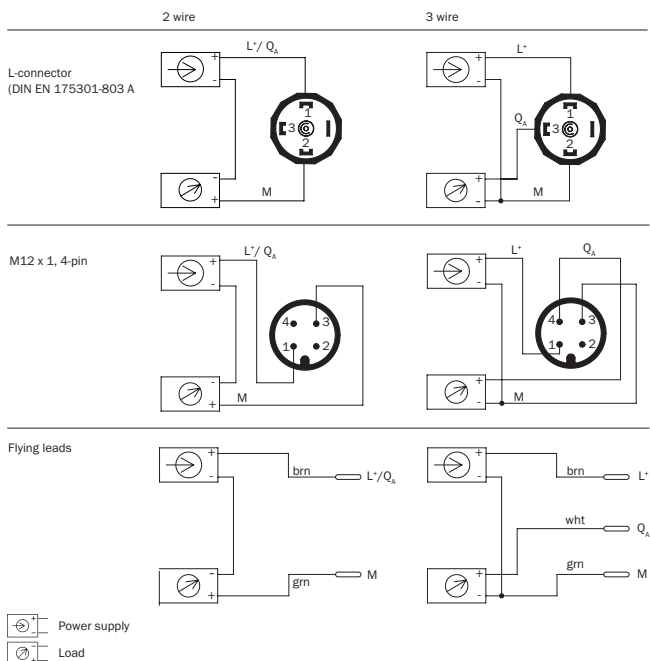 2 wire
3 wire
L-connector
(DIN EN 175301-803 A
+
L⁺/ Q_A
-
1
3
2
-
+
M
+
L⁺
-
1
Q_A
3
2
+
-
M
M12 x 1, 4-pin
+
L⁺/ Q_A
-
4
3
1
2
-
+
M
+
L⁺
Q_A
-
4
3
1
2
+
-
M
Flying leads
+
-
brn
L⁺/Q_A
-
+
grn
M
+
-
brn
L⁺
wht
Q_A
+
-
grn
M
+
-
Power supply
+
-
Load